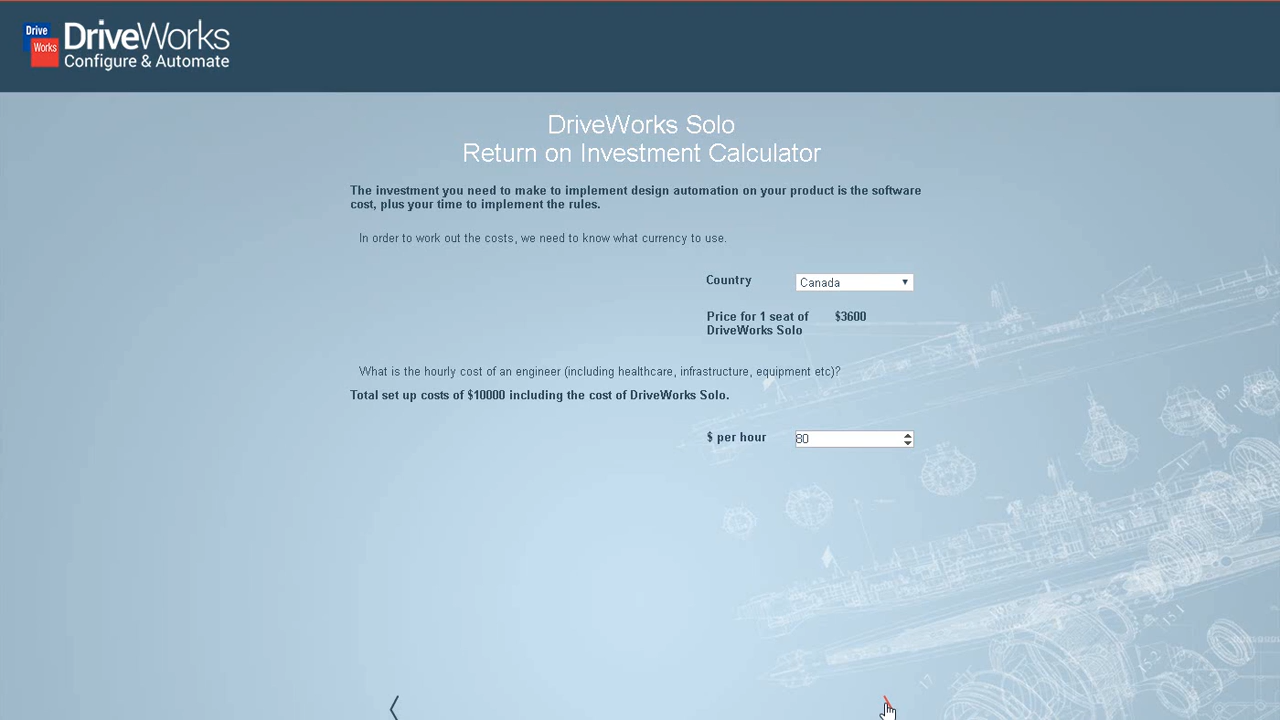 Drive
Works
DriveWorks
Configure & Automate
DriveWorks Solo
Return on Investment Calculator
The investment you need to make to implement design automation on your product is the software
cost, plus your time to implement the rules.
In order to work out the costs, we need to know what currency to use.
Country
Canada
Price for 1 seat of $3600
DriveWorks Solo
What is the hourly cost of an engineer (including healthcare, infrastructure, equipment etc)?
Total set up costs of $10000 including the cost of DriveWorks Solo.
$ per hour
80